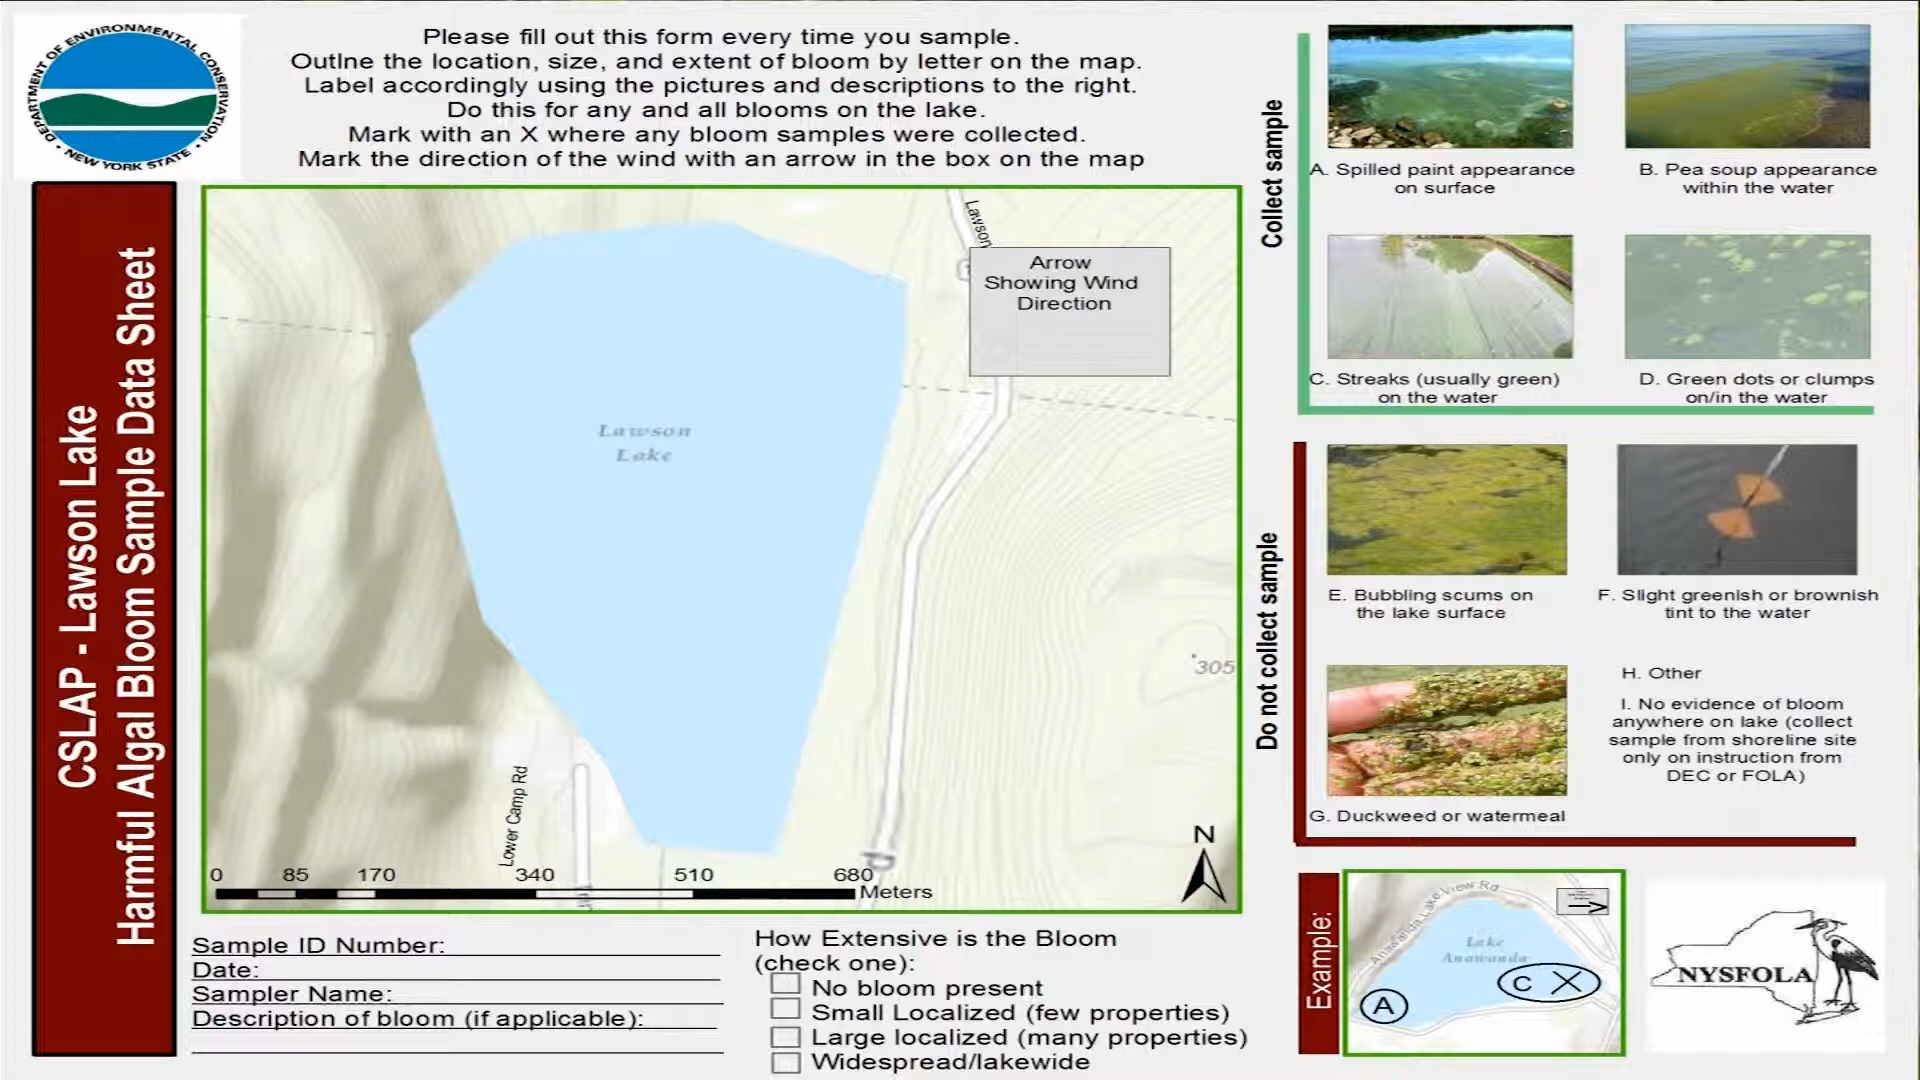 DEPARTMENT OF ENVIRONMENTAL CONSERVATION
• NEW YORK STATE •
Please fill out this form every time you sample.
Outlne the location, size, and extent of bloom by letter on the map.
Label accordingly using the pictures and descriptions to the right.
Do this for any and all blooms on the lake.
Mark with an X where any bloom samples were collected.
Mark the direction of the wind with an arrow in the box on the map
CSLAP - Lawson Lake
Harmful Algal Bloom Sample Data Sheet
Lawson
Arrow
Showing Wind
Direction
Lawson
Lake
305
Lower Camp Rd
N
0 85 170 340 510 680
Meters
Sample ID Number:
Date:
Sampler Name:
Description of bloom (if applicable):
How Extensive is the Bloom
(check one):
No bloom present
Small Localized (few properties)
Large localized (many properties)
Widespread/lakewide
Collect sample
A. Spilled paint appearance
on surface
B. Pea soup appearance
within the water
C. Streaks (usually green)
on the water
D. Green dots or clumps
on/in the water
Do not collect sample
E. Bubbling scums on
the lake surface
F. Slight greenish or brownish
tint to the water
G. Duckweed or watermeal
H. Other
I. No evidence of bloom
anywhere on lake (collect
sample from shoreline site
only on instruction from
DEC or FOLA)
Example:
Anawanda Lake View Rd
Lake
Anawanda
A
C X
NYSFOLA